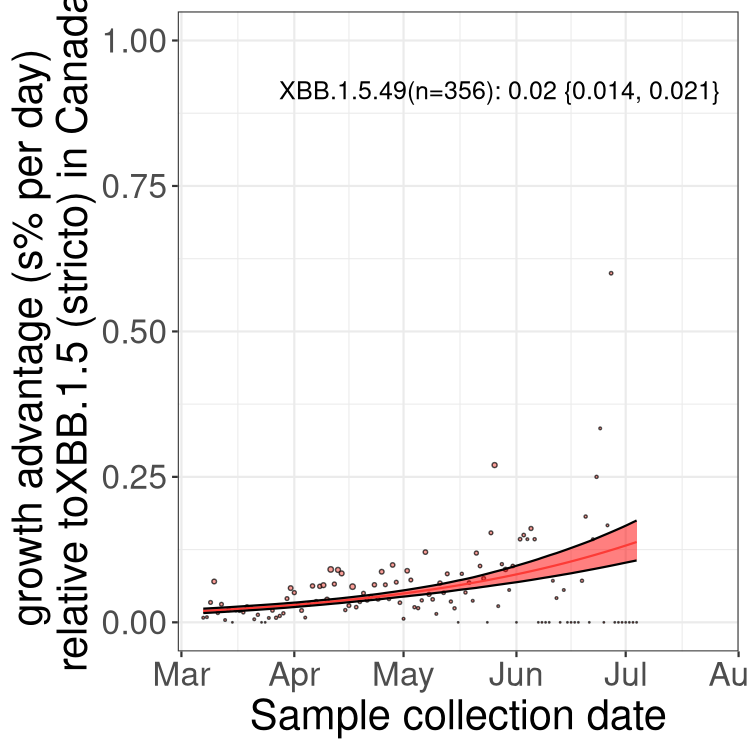 growth advantage (s% per day)
relative toXBB.1.5 (stricto) in Canada
1.00
0.75
0.50
0.25
0.00
XBB.1.5.49(n=356): 0.02 {0.014, 0.021}
Mar Apr May Jun Jul Au
Sample collection date